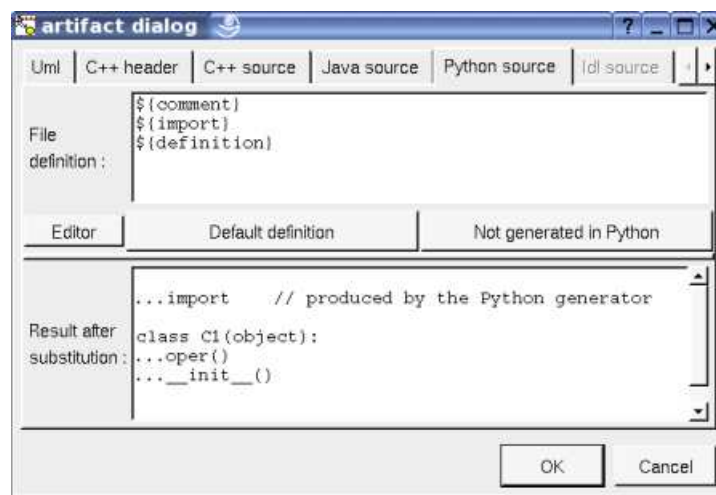 artifact dialog ? _
Uml C++ header C++ source Java source Python source Idl source
${comment}
${import}
${definition}
File
definition :
Editor Default definition Not generated in Python
...import // produced by the Python generator
class C1(object):
...oper()
...__init__()
Result after
substitution :
OK Cancel